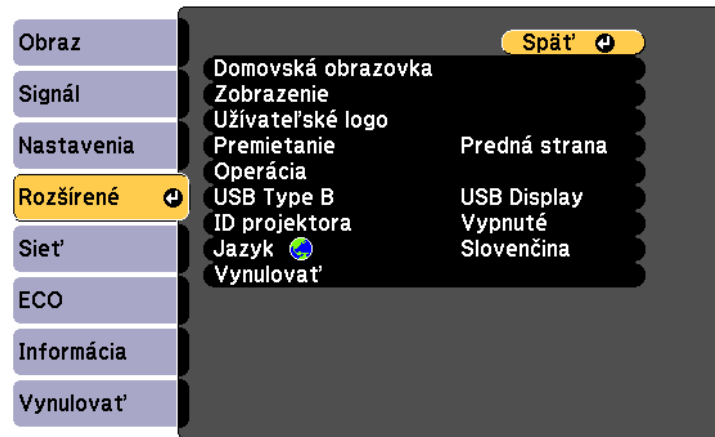 Obraz
Signál
Nastavenia
Rozšírené
Sieť
ECO
Informácia
Vynulovať
Späť
Domovská obrazovka
Zobrazenie
Užívateľské logo
Premietanie Predná strana
Operácia
USB Type B USB Display
ID projektora Vypnuté
Jazyk Slovenčina
Vynulovať